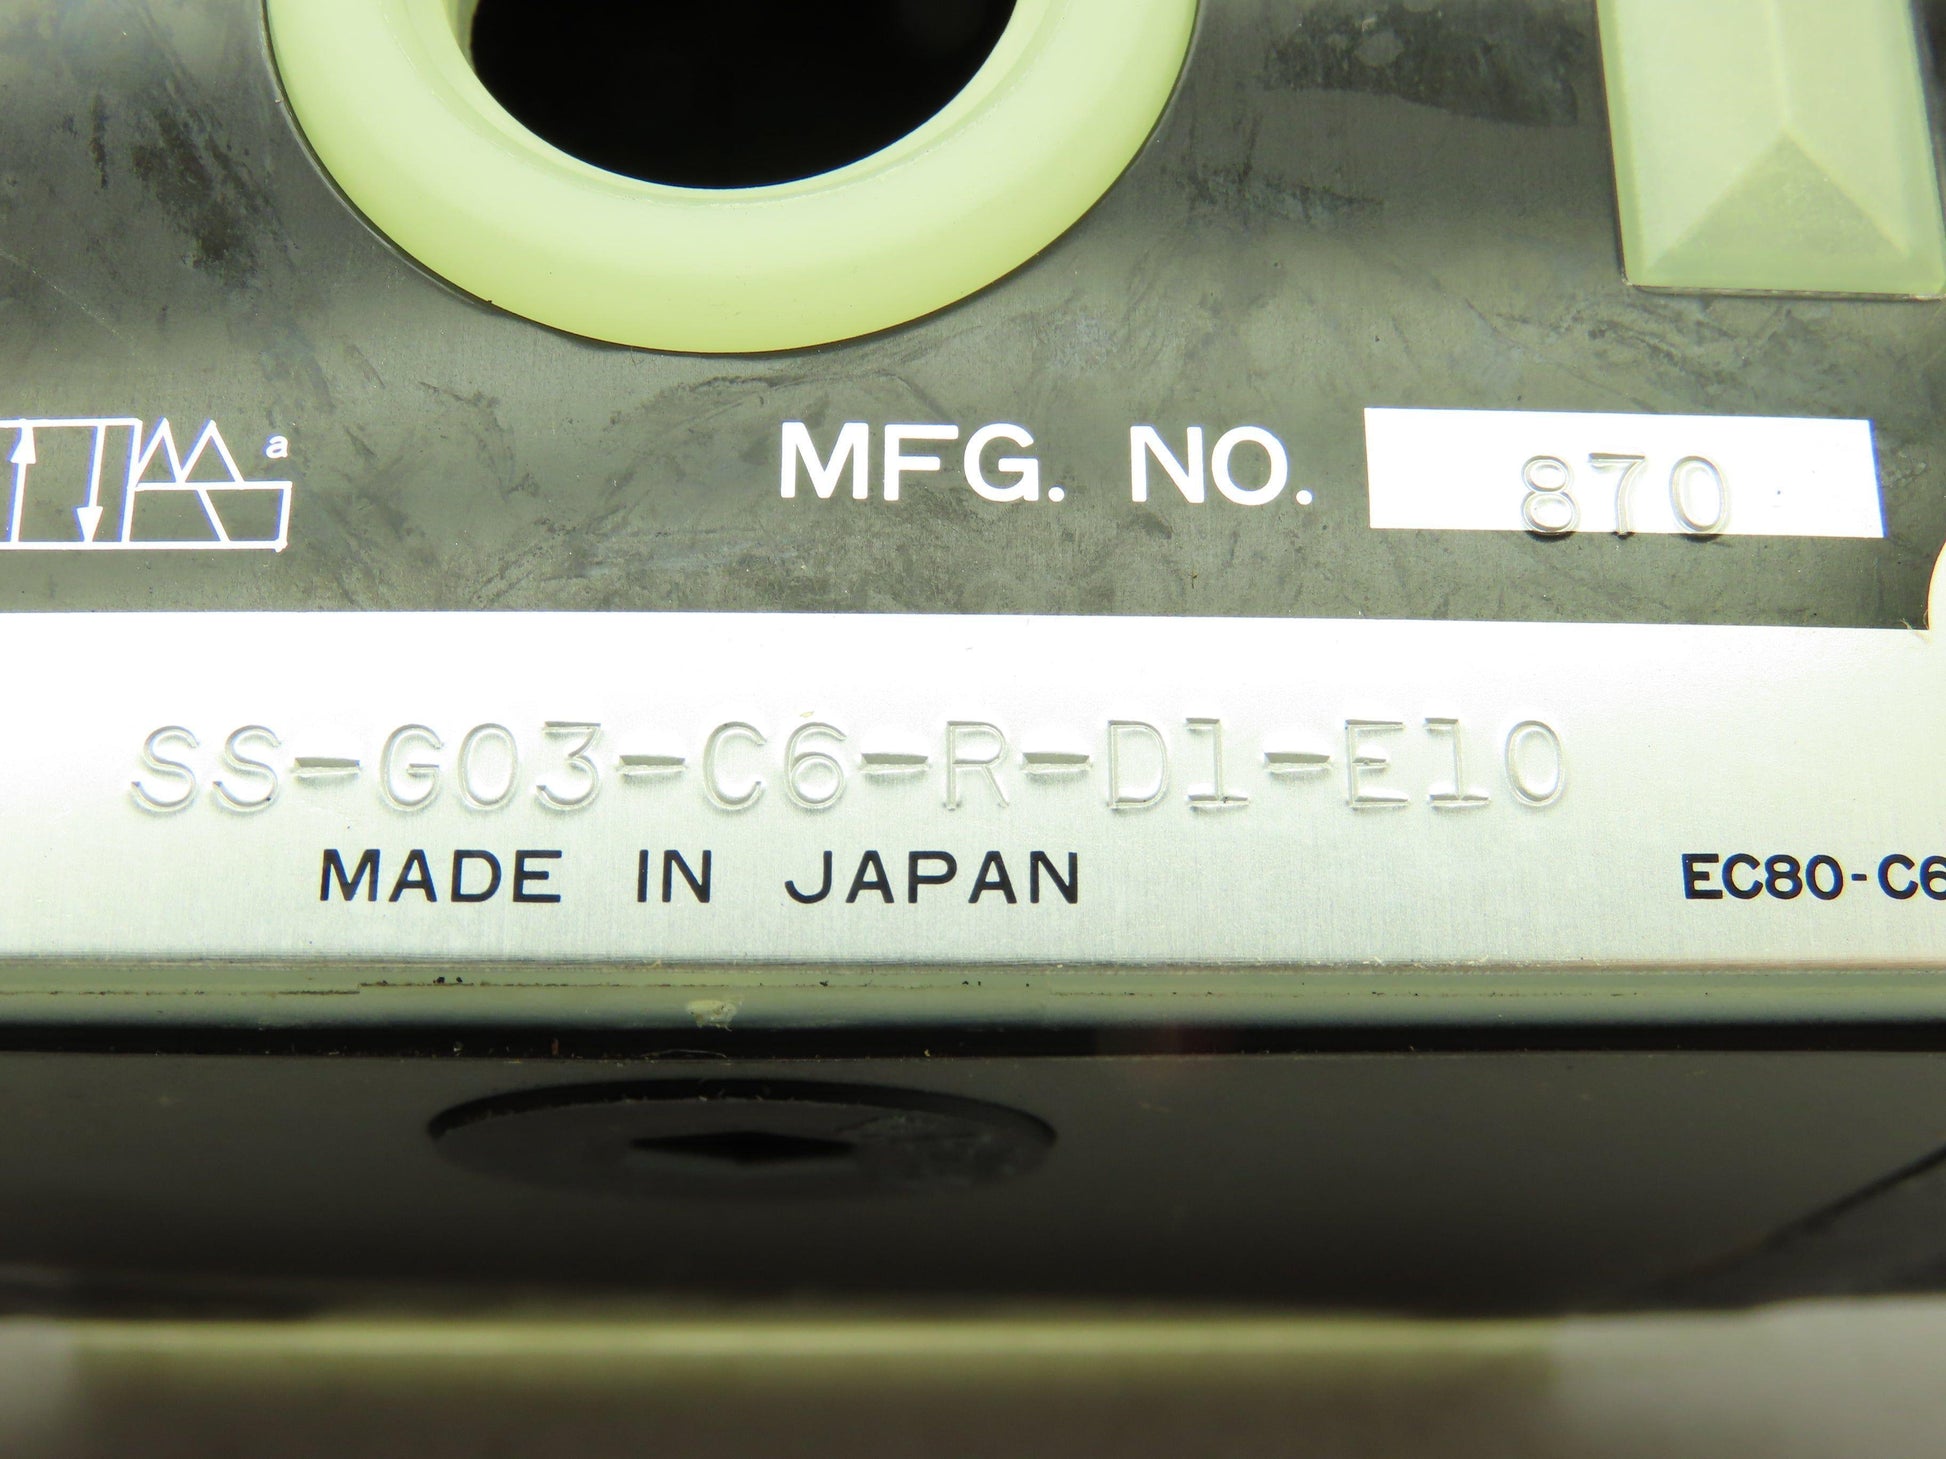 a
MFG. NO. 870
SS-G03-C6-R-D1-E10
MADE IN JAPAN EC80-C6